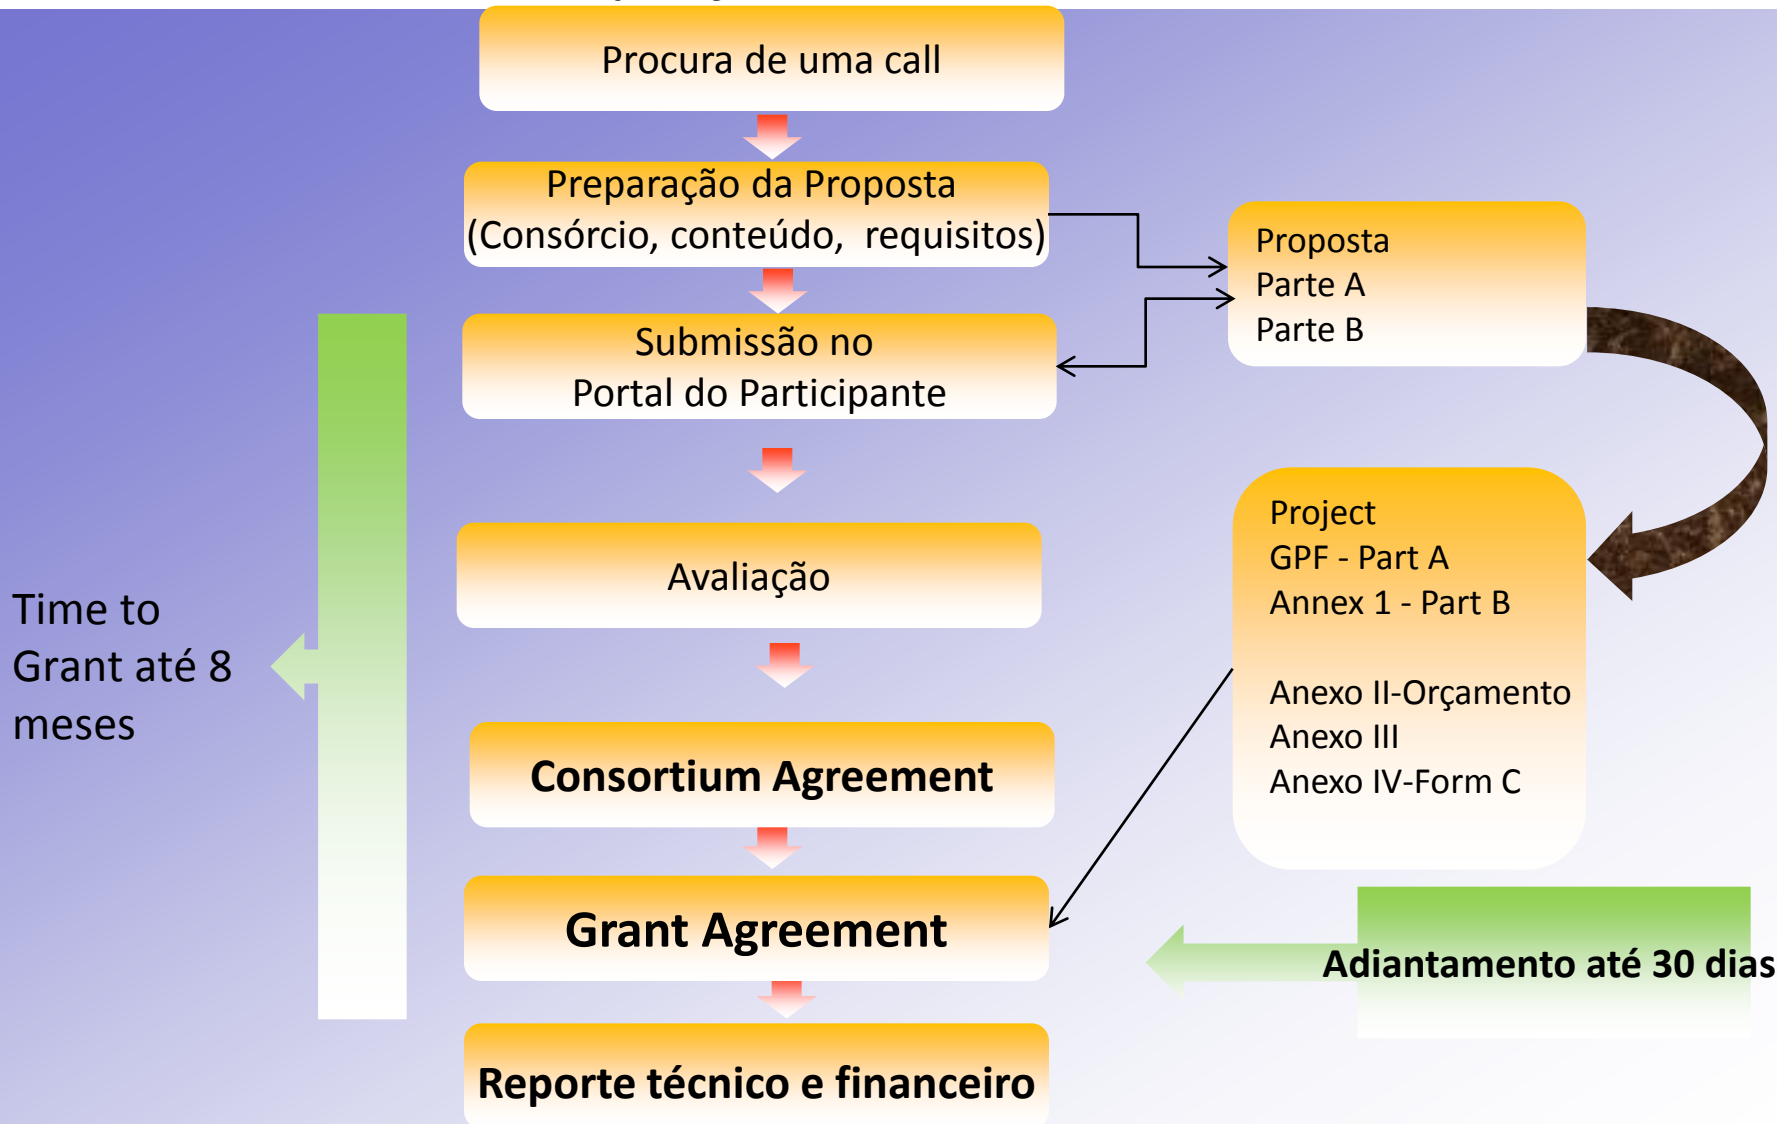 Procura de uma call
Preparação da Proposta
(Consórcio, conteúdo, requisitos)
Proposta
Parte A
Parte B
Submissão no
Portal do Participante
Avaliação
Project
GPF - Part A
Annex 1 - Part B
Anexo II-Orçamento
Anexo III
Anexo IV-Form C
Time to
Grant até 8
meses
Consortium Agreement
Grant Agreement
Adiantamento até 30 dias
Reporte técnico e financeiro